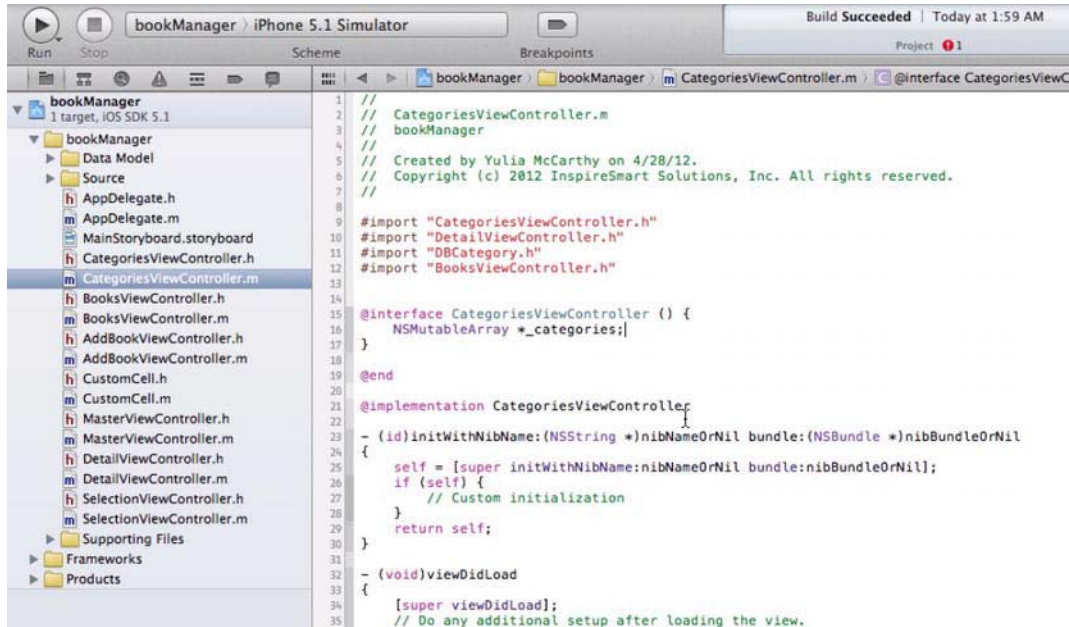 bookManager › iPhone 5.1 Simulator
Build Succeeded | Today at 1:59 AM
Project 1
Run Stop Scheme Breakpoints
bookManager › bookManager › m CategoriesViewController.m › C @interface CategoriesViewC
bookManager
1 target, iOS SDK 5.1
bookManager
Data Model
Source
h AppDelegate.h
m AppDelegate.m
MainStoryboard.storyboard
h CategoriesViewController.h
m CategoriesViewController.m
h BooksViewController.h
m BooksViewController.m
h AddBookViewController.h
m AddBookViewController.m
h CustomCell.h
m CustomCell.m
h MasterViewController.h
m MasterViewController.m
h DetailViewController.h
m DetailViewController.m
h SelectionViewController.h
m SelectionViewController.m
Supporting Files
Frameworks
Products
1 //
2 // CategoriesViewController.m
3 // bookManager
4 //
5 // Created by Yulia McCarthy on 4/28/12.
6 // Copyright (c) 2012 InspireSmart Solutions, Inc. All rights reserved.
7 //
8
9 #import "CategoriesViewController.h"
10 #import "DetailViewController.h"
11 #import "DBCategory.h"
12 #import "BooksViewController.h"
13
14
15 @interface CategoriesViewController () {
16 NSMutableArray *_categories;
17 }
18
19 @end
20
21 @implementation CategoriesViewController
22
23 - (id)initWithNibName:(NSString *)nibNameOrNil bundle:(NSBundle *)nibBundleOrNil
24 {
25 self = [super initWithNibName:nibNameOrNil bundle:nibBundleOrNil];
26 if (self) {
27 // Custom initialization
28 }
29 return self;
30 }
31
32 - (void)viewDidLoad
33 {
34 [super viewDidLoad];
35 // Do any additional setup after loading the view.